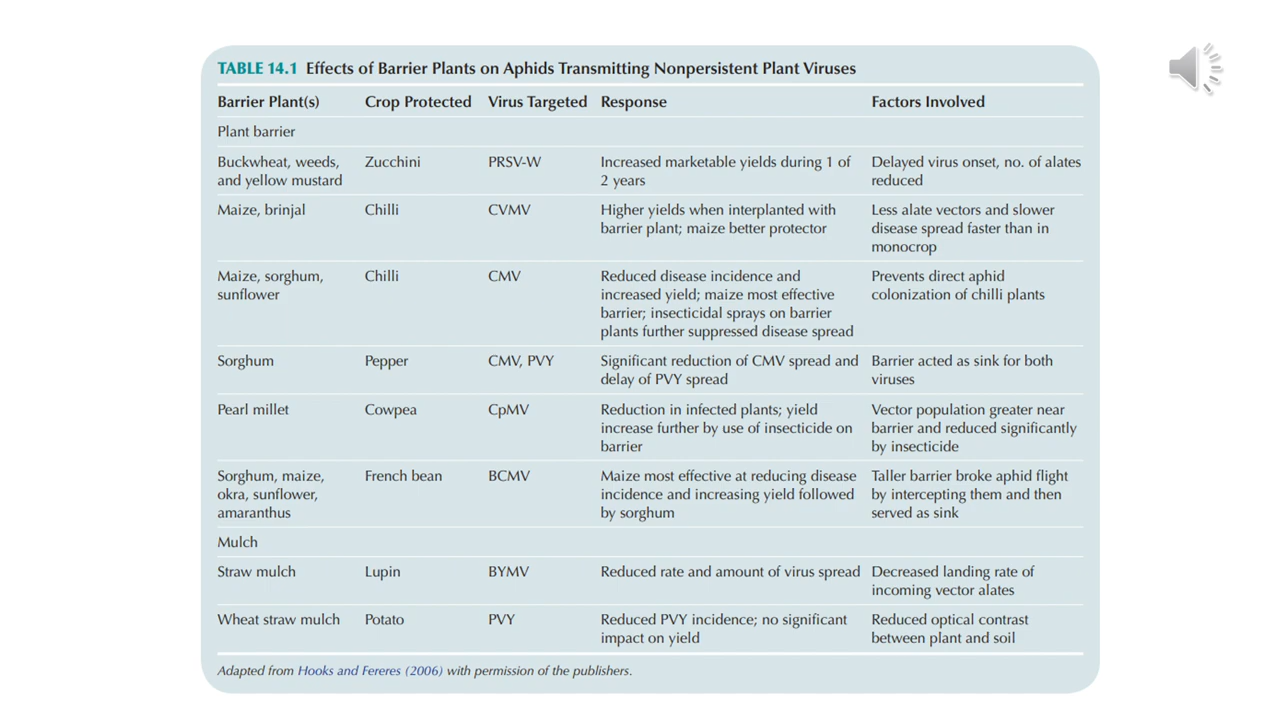 TABLE 14.1 Effects of Barrier Plants on Aphids Transmitting Nonpersistent Plant Viruses
Barrier Plant(s) Crop Protected Virus Targeted Response Factors Involved
Plant barrier
Buckwheat, weeds, Zucchini PRSV-W Increased marketable yields during 1 of Delayed virus onset, no. of alates
and yellow mustard 2 years reduced
Maize, brinjal Chilli CVMV Higher yields when interplanted with Less alate vectors and slower
barrier plant; maize better protector disease spread faster than in
monocrop
Maize, sorghum, Chilli CMV Reduced disease incidence and Prevents direct aphid
sunflower increased yield; maize most effective colonization of chilli plants
barrier; insecticidal sprays on barrier
plants further suppressed disease spread
Sorghum Pepper CMV, PVY Significant reduction of CMV spread and Barrier acted as sink for both
delay of PVY spread viruses
Pearl millet Cowpea CpMV Reduction in infected plants; yield Vector population greater near
increase further by use of insecticide on barrier and reduced significantly
barrier by insecticide
Sorghum, maize, French bean BCMV Maize most effective at reducing disease Taller barrier broke aphid flight
okra, sunflower, incidence and increasing yield followed by intercepting them and then
amaranthus by sorghum served as sink
Mulch
Straw mulch Lupin BYMV Reduced rate and amount of virus spread Decreased landing rate of
incoming vector alates
Wheat straw mulch Potato PVY Reduced PVY incidence; no significant Reduced optical contrast
impact on yield between plant and soil
Adapted from Hooks and Fereres (2006) with permission of the publishers.